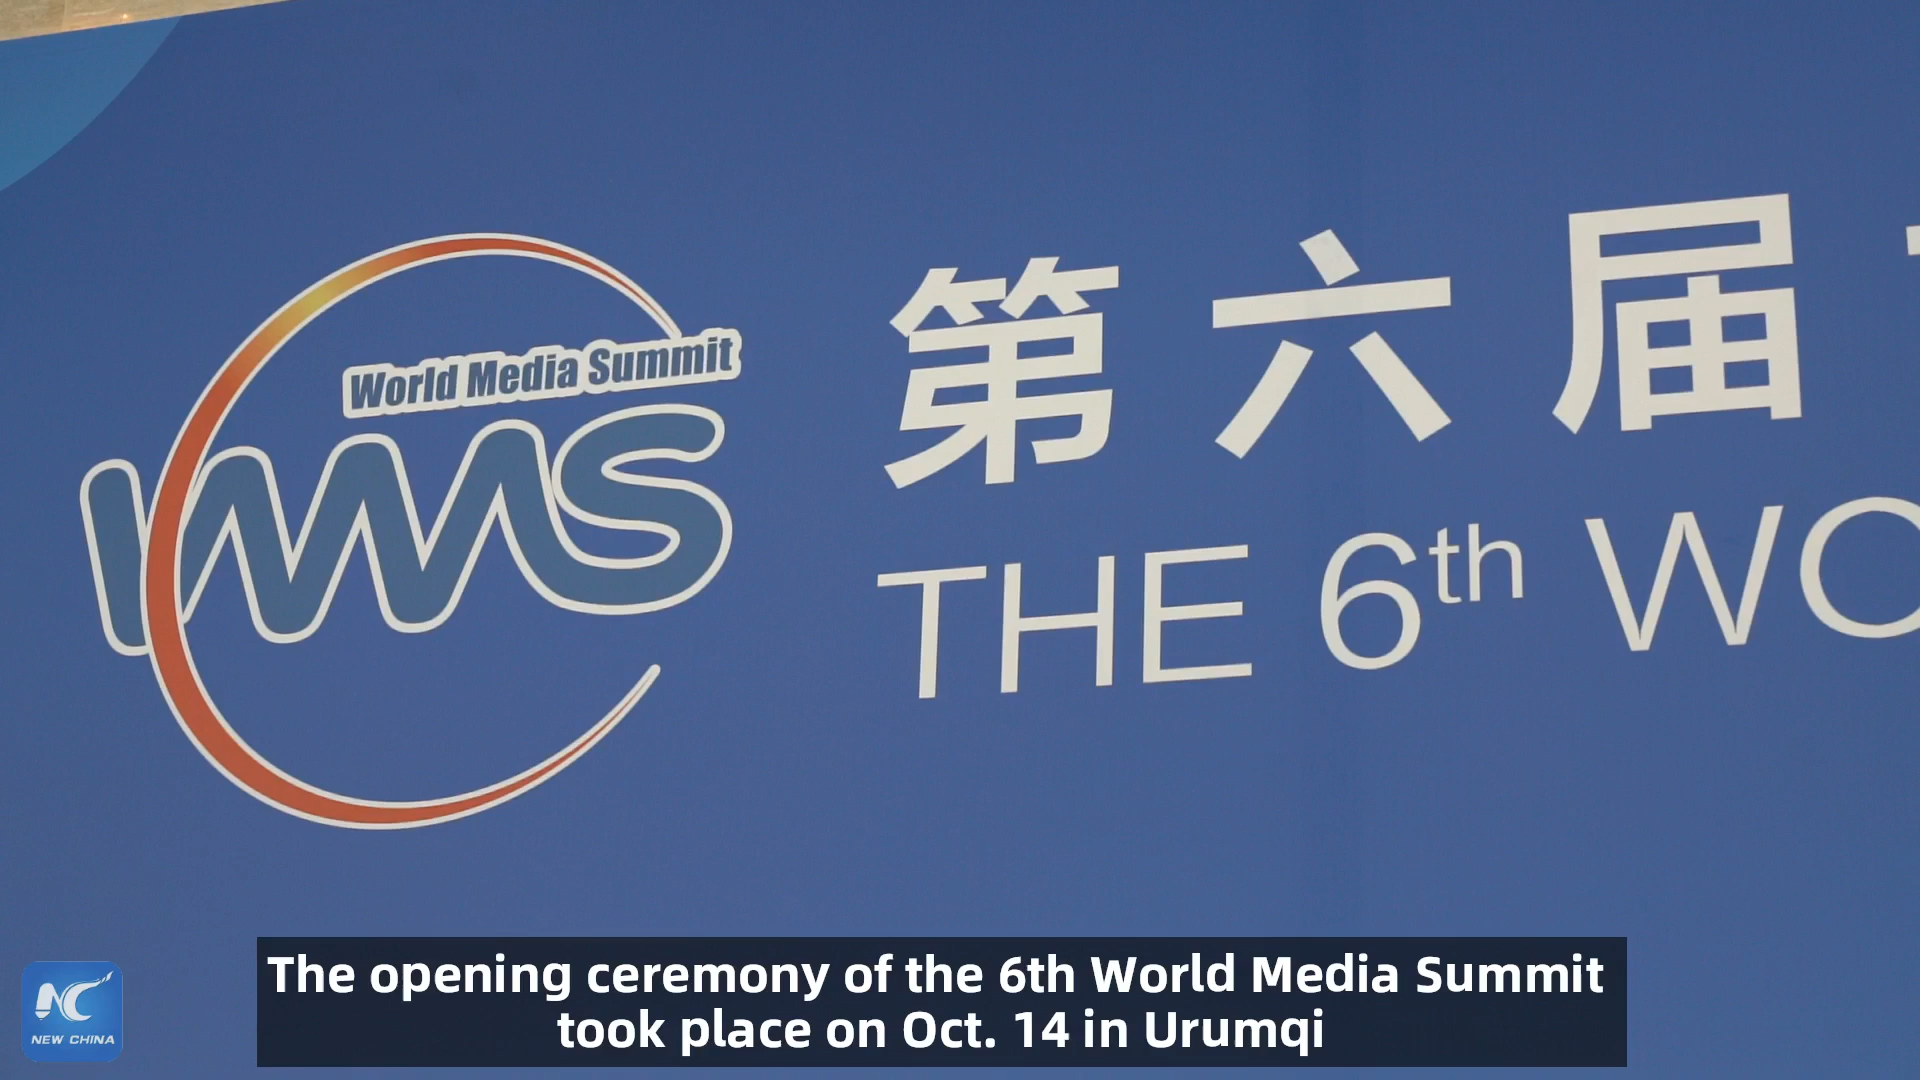 World Media Summit
WMS
第六届
THE 6th WO
The opening ceremony of the 6th World Media Summit
took place on Oct. 14 in Urumqi
NC
NEW CHINA